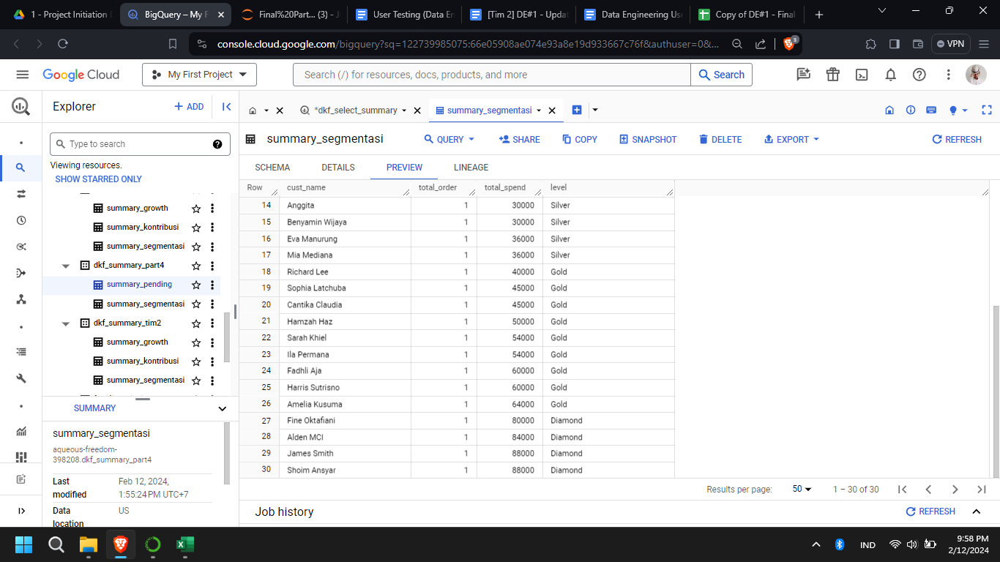 1 - Project Initiation
BigQuery – My F
Final%20Part... (3) - J
User Testing (Data En
[Tim 2] DE#1 - Updat
Data Engineering Use
Copy of DE#1 - Final
console.cloud.google.com/bigquery?sq=122739985075:66e05908ae074e93a8e19d933667c76f&authuser=0&...
3
VPN
Google Cloud
My First Project
Search (/) for resources, docs, products, and more
Search
Explorer
+ ADD
*dkf_select_summary
summary_segmentasi
Type to search
summary_segmentasi
QUERY
SHARE
COPY
SNAPSHOT
DELETE
EXPORT
REFRESH
Viewing resources.
SHOW STARRED ONLY
SCHEMA
DETAILS
PREVIEW
LINEAGE
summary_growth
summary_kontribusi
summary_segmentasi
dkf_summary_part4
summary_pending
summary_segmentasi
dkf_summary_tim2
summary_growth
summary_kontribusi
summary_segmentasi
Row cust_name total_order total_spend level
14 Anggita 1 30000 Silver
15 Benyamin Wijaya 1 30000 Silver
16 Eva Manurung 1 36000 Silver
17 Mia Mediana 1 36000 Silver
18 Richard Lee 1 40000 Gold
19 Sophia Latchuba 1 45000 Gold
20 Cantika Claudia 1 45000 Gold
21 Hamzah Haz 1 50000 Gold
22 Sarah Khiel 1 54000 Gold
23 Ila Permana 1 54000 Gold
24 Fadhli Aja 1 60000 Gold
25 Harris Sutrisno 1 60000 Gold
26 Amelia Kusuma 1 64000 Gold
27 Fine Oktafiani 1 80000 Diamond
28 Alden MCI 1 84000 Diamond
29 James Smith 1 88000 Diamond
30 Shoim Ansyar 1 88000 Diamond
SUMMARY
summary_segmentasi
aqueous-freedom-
398208.dkf_summary_part4
Last modified Feb 12, 2024, 1:55:24 PM UTC+7
Data location US
Results per page: 50 1 – 30 of 30
Job history
REFRESH
IND
9:58 PM
2/12/2024